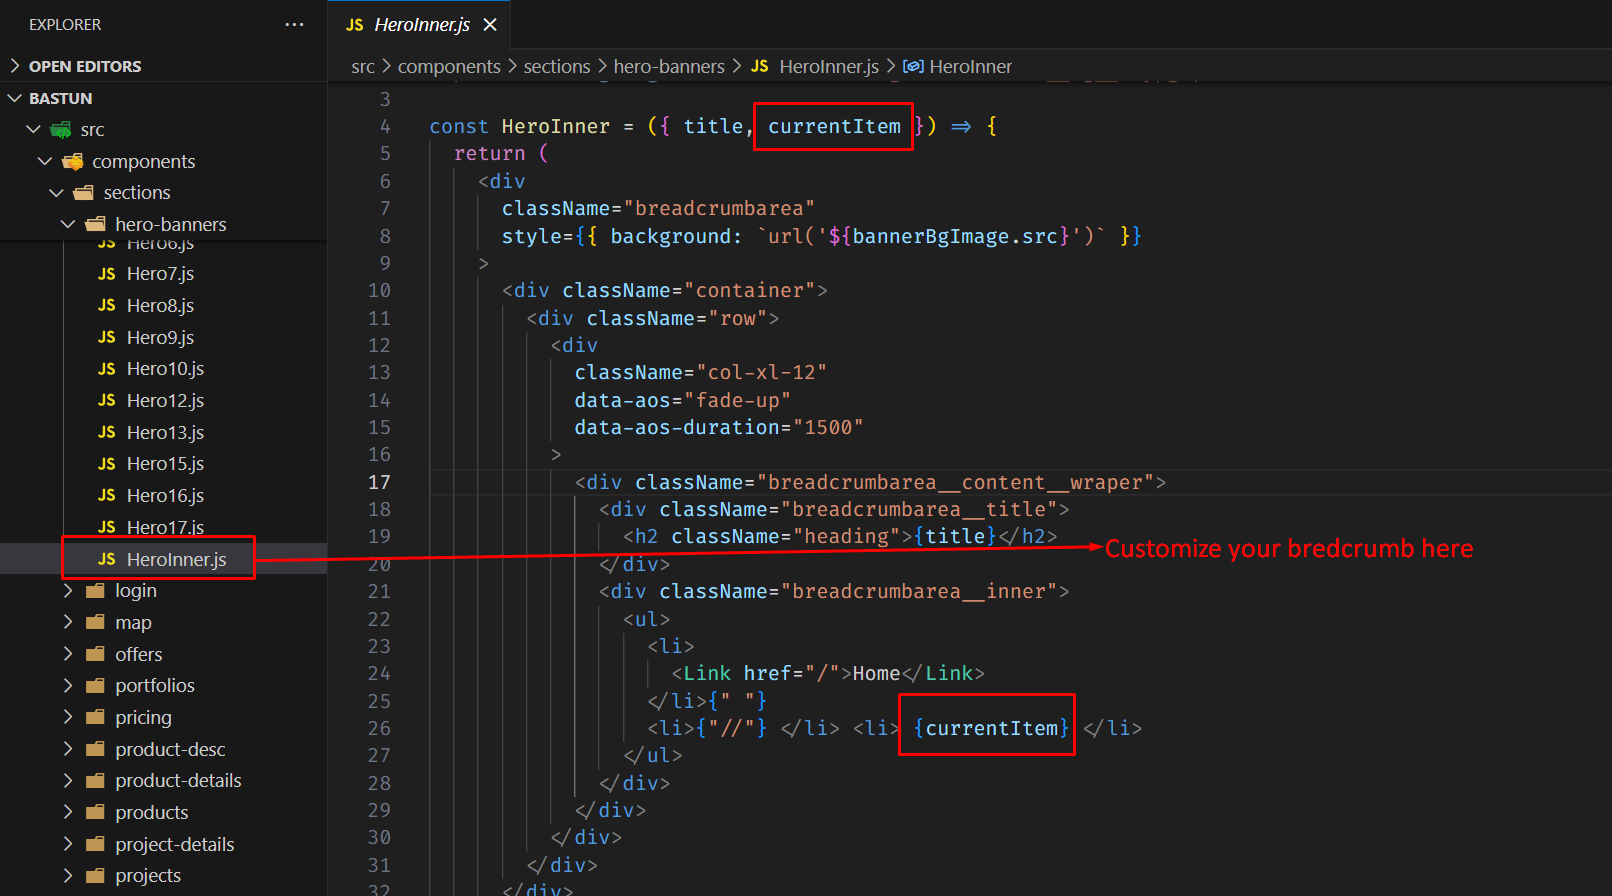 EXPLORER
···
OPEN EDITORS
BASTUN
src
components
sections
hero-banners
Hero6.js
JS Hero7.js
JS Hero8.js
JS Hero9.js
JS Hero10.js
JS Hero12.js
JS Hero13.js
JS Hero15.js
JS Hero16.js
JS Hero17.js
JS HeroInner.js
login
map
offers
portfolios
pricing
product-desc
product-details
products
project-details
projects
JS HeroInner.js ×
src > components > sections > hero-banners > JS HeroInner.js > HeroInner
3
4 const HeroInner = ({ title, currentItem }) => {
5 return (
6 <div
7 className="breadcrumbarea"
8 style={{ background: `url('${bannerBgImage.src}')` }}
9 >
10 <div className="container">
11 <div className="row">
12 <div
13 className="col-xl-12"
14 data-aos="fade-up"
15 data-aos-duration="1500"
16 >
17 <div className="breadcrumbarea__content__wraper">
18 <div className="breadcrumbarea__title">
19 <h2 className="heading">{title}</h2>
Customize your bredcrumb here
20 </div>
21 <div className="breadcrumbarea__inner">
22 <ul>
23 <li>
24 <Link href="/">Home</Link>
25 </li>{" "}
26 <li>{"//"} </li> <li> {currentItem} </li>
27 </ul>
28 </div>
29 </div>
30 </div>
31 </div>
32 </div>